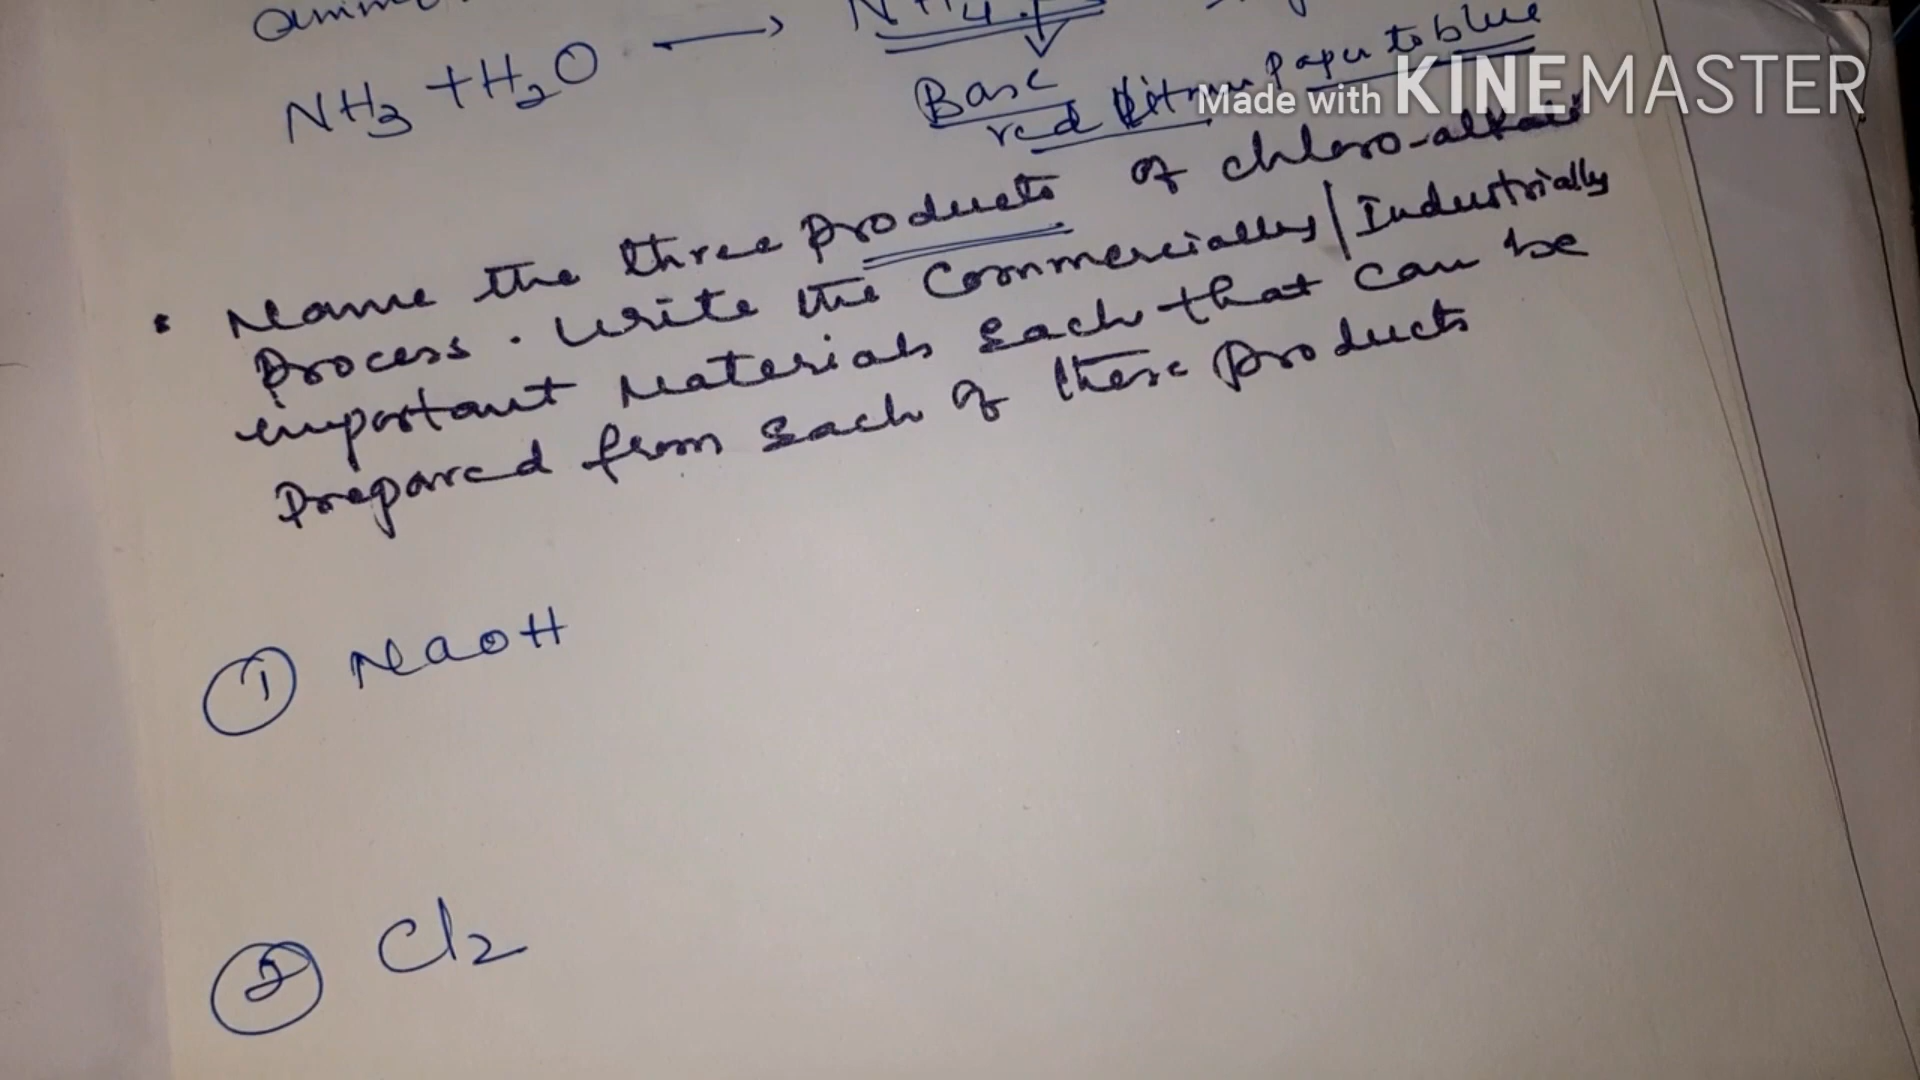 NH3 + H2O →
Base
red litmus Paper to blue
Made with KINEMASTER
• Name the three Products of chloro-alkali
Process. Write the Commercially/Industrially
important Materials Each that can be
Prepared from Each of these Products
① NaOH
② Cl2